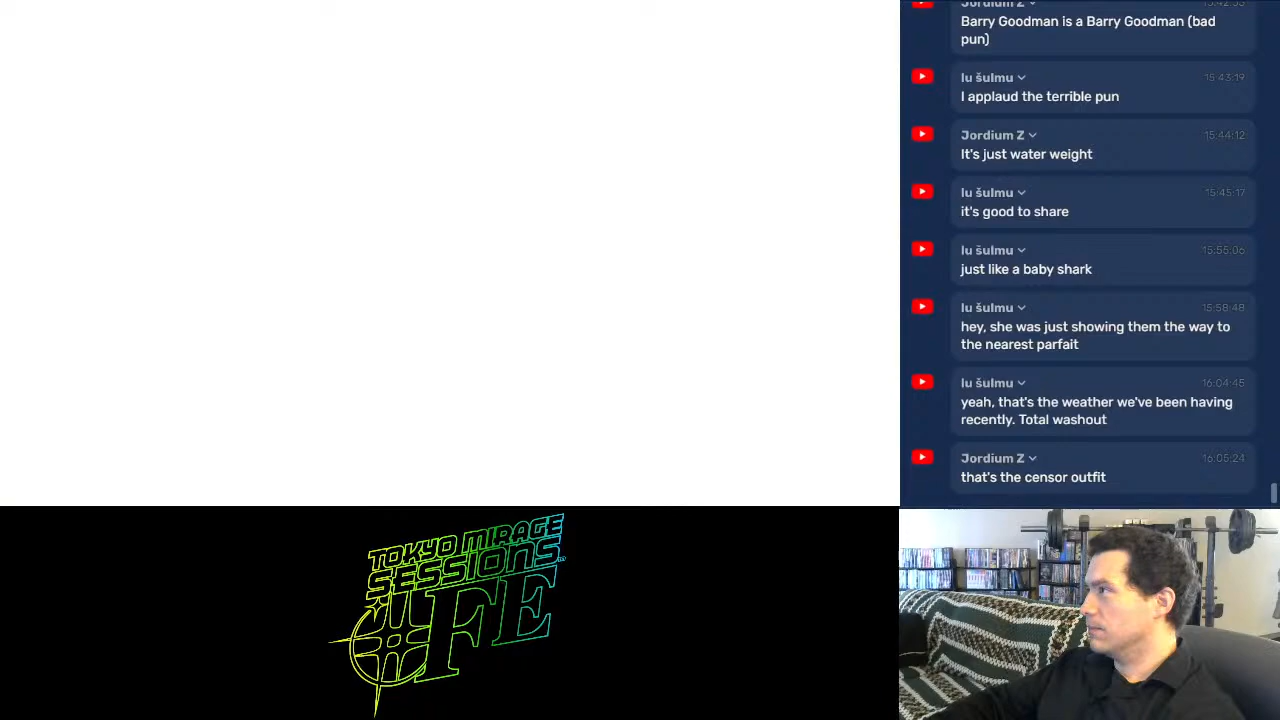 Jordium Z 15:42:53
Barry Goodman is a Barry Goodman (bad
pun)
lu šulmu 15:43:19
I applaud the terrible pun
Jordium Z 15:44:12
It's just water weight
lu šulmu 15:45:17
it's good to share
lu šulmu 15:55:06
just like a baby shark
lu šulmu 15:58:48
hey, she was just showing them the way to
the nearest parfait
lu šulmu 16:04:45
yeah, that's the weather we've been having
recently. Total washout
Jordium Z 16:05:24
that's the censor outfit
TOKYO MIRAGE
SESSIONS
#FE